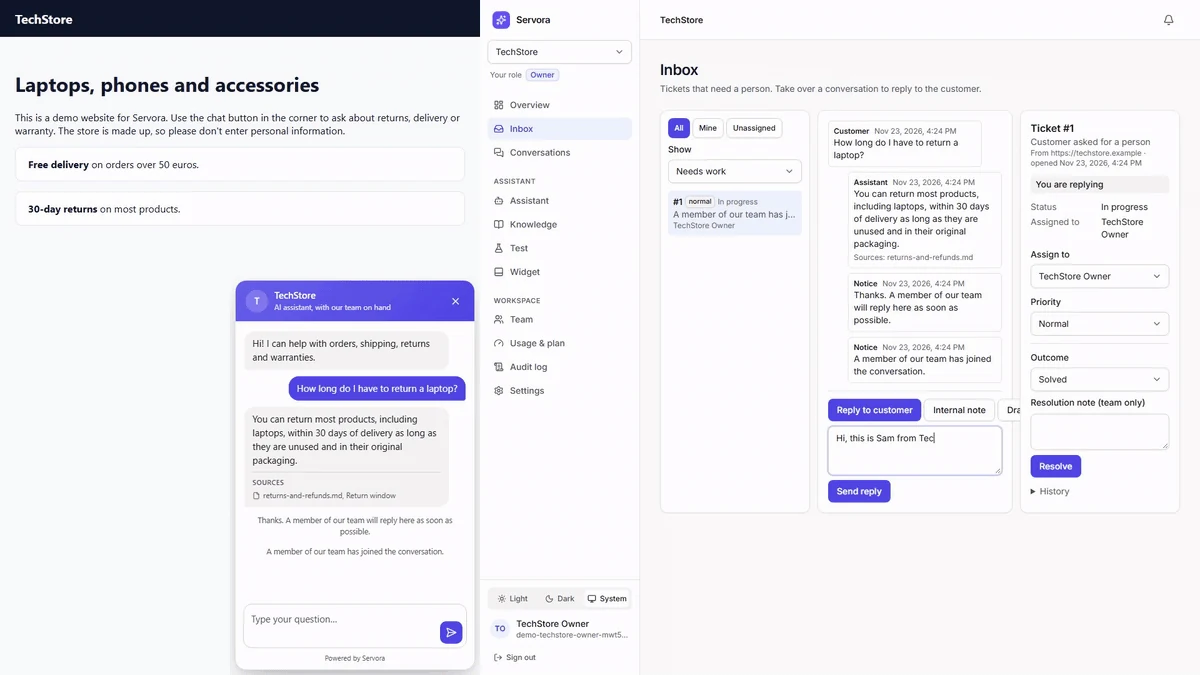 TechStore
Laptops, phones and accessories
This is a demo website for Servora. Use the chat button in the corner to ask about returns, delivery or
warranty. The store is made up, so please don't enter personal information.
Free delivery on orders over 50 euros.
30-day returns on most products.
T
TechStore
AI assistant, with our team on hand
Hi! I can help with orders, shipping, returns
and warranties.
How long do I have to return a laptop?
You can return most products, including
laptops, within 30 days of delivery as long as
they are unused and in their original
packaging.
SOURCES
returns-and-refunds.md, Return window
Thanks. A member of our team will reply here as soon as
possible.
A member of our team has joined the conversation.
Type your question...
Powered by Servora
Servora
TechStore
Your role Owner
Overview
Inbox
Conversations
ASSISTANT
Assistant
Knowledge
Test
Widget
WORKSPACE
Team
Usage & plan
Audit log
Settings
Light Dark System
TO
TechStore Owner
demo-techstore-owner-mwt5...
Sign out
TechStore
Inbox
Tickets that need a person. Take over a conversation to reply to the customer.
All Mine Unassigned
Show
Needs work
#1 normal In progress
A member of our team has j...
TechStore Owner
Customer Nov 23, 2026, 4:24 PM
How long do I have to return a
laptop?
Assistant Nov 23, 2026, 4:24 PM
You can return most products,
including laptops, within 30 days
of delivery as long as they are
unused and in their original
packaging.
Sources: returns-and-refunds.md
Notice Nov 23, 2026, 4:24 PM
Thanks. A member of our team
will reply here as soon as
possible.
Notice Nov 23, 2026, 4:24 PM
A member of our team has joined
the conversation.
Reply to customer Internal note Dra
Hi, this is Sam from Tec
Send reply
Ticket #1
Customer asked for a person
From https://techstore.example ·
opened Nov 23, 2026, 4:24 PM
You are replying
Status In progress
Assigned to TechStore
Owner
Assign to
TechStore Owner
Priority
Normal
Outcome
Solved
Resolution note (team only)
Resolve
History